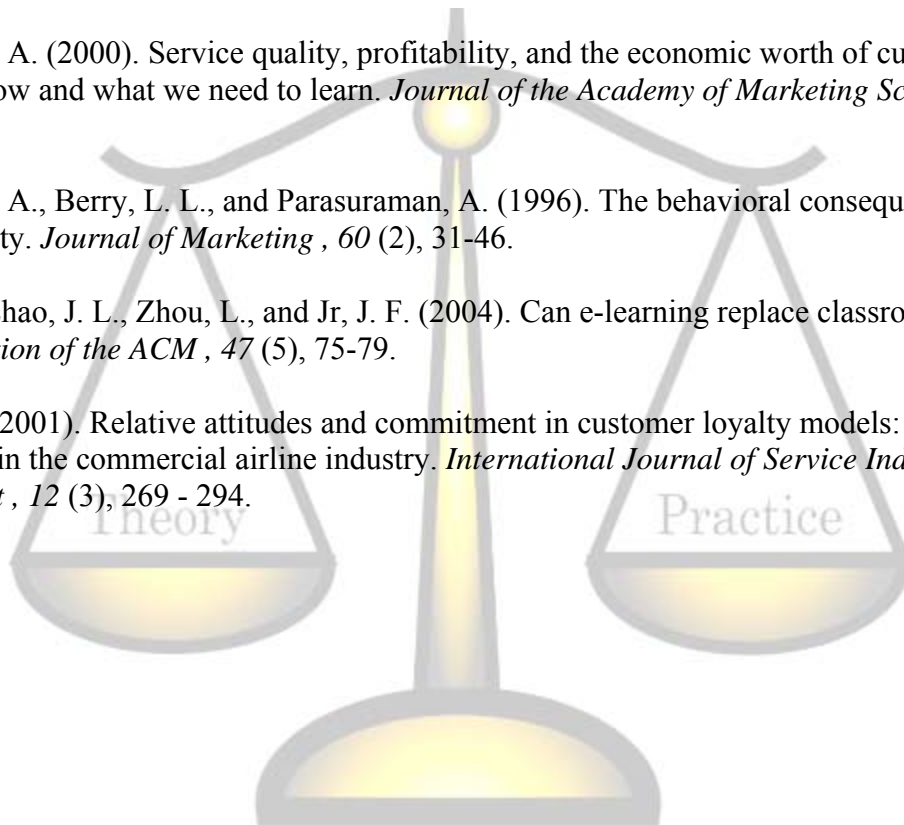 A. (2000). Service quality, profitability, and the economic worth of cu
ow and what we need to learn. Journal of the Academy of Marketing Sc
A., Berry, L. L., and Parasuraman, A. (1996). The behavioral consequ
ty. Journal of Marketing , 60 (2), 31-46.
hao, J. L., Zhou, L., and Jr, J. F. (2004). Can e-learning replace classro
ion of the ACM , 47 (5), 75-79.
2001). Relative attitudes and commitment in customer loyalty models:
in the commercial airline industry. International Journal of Service Ind
t , 12 (3), 269 - 294.
Theory
Practice